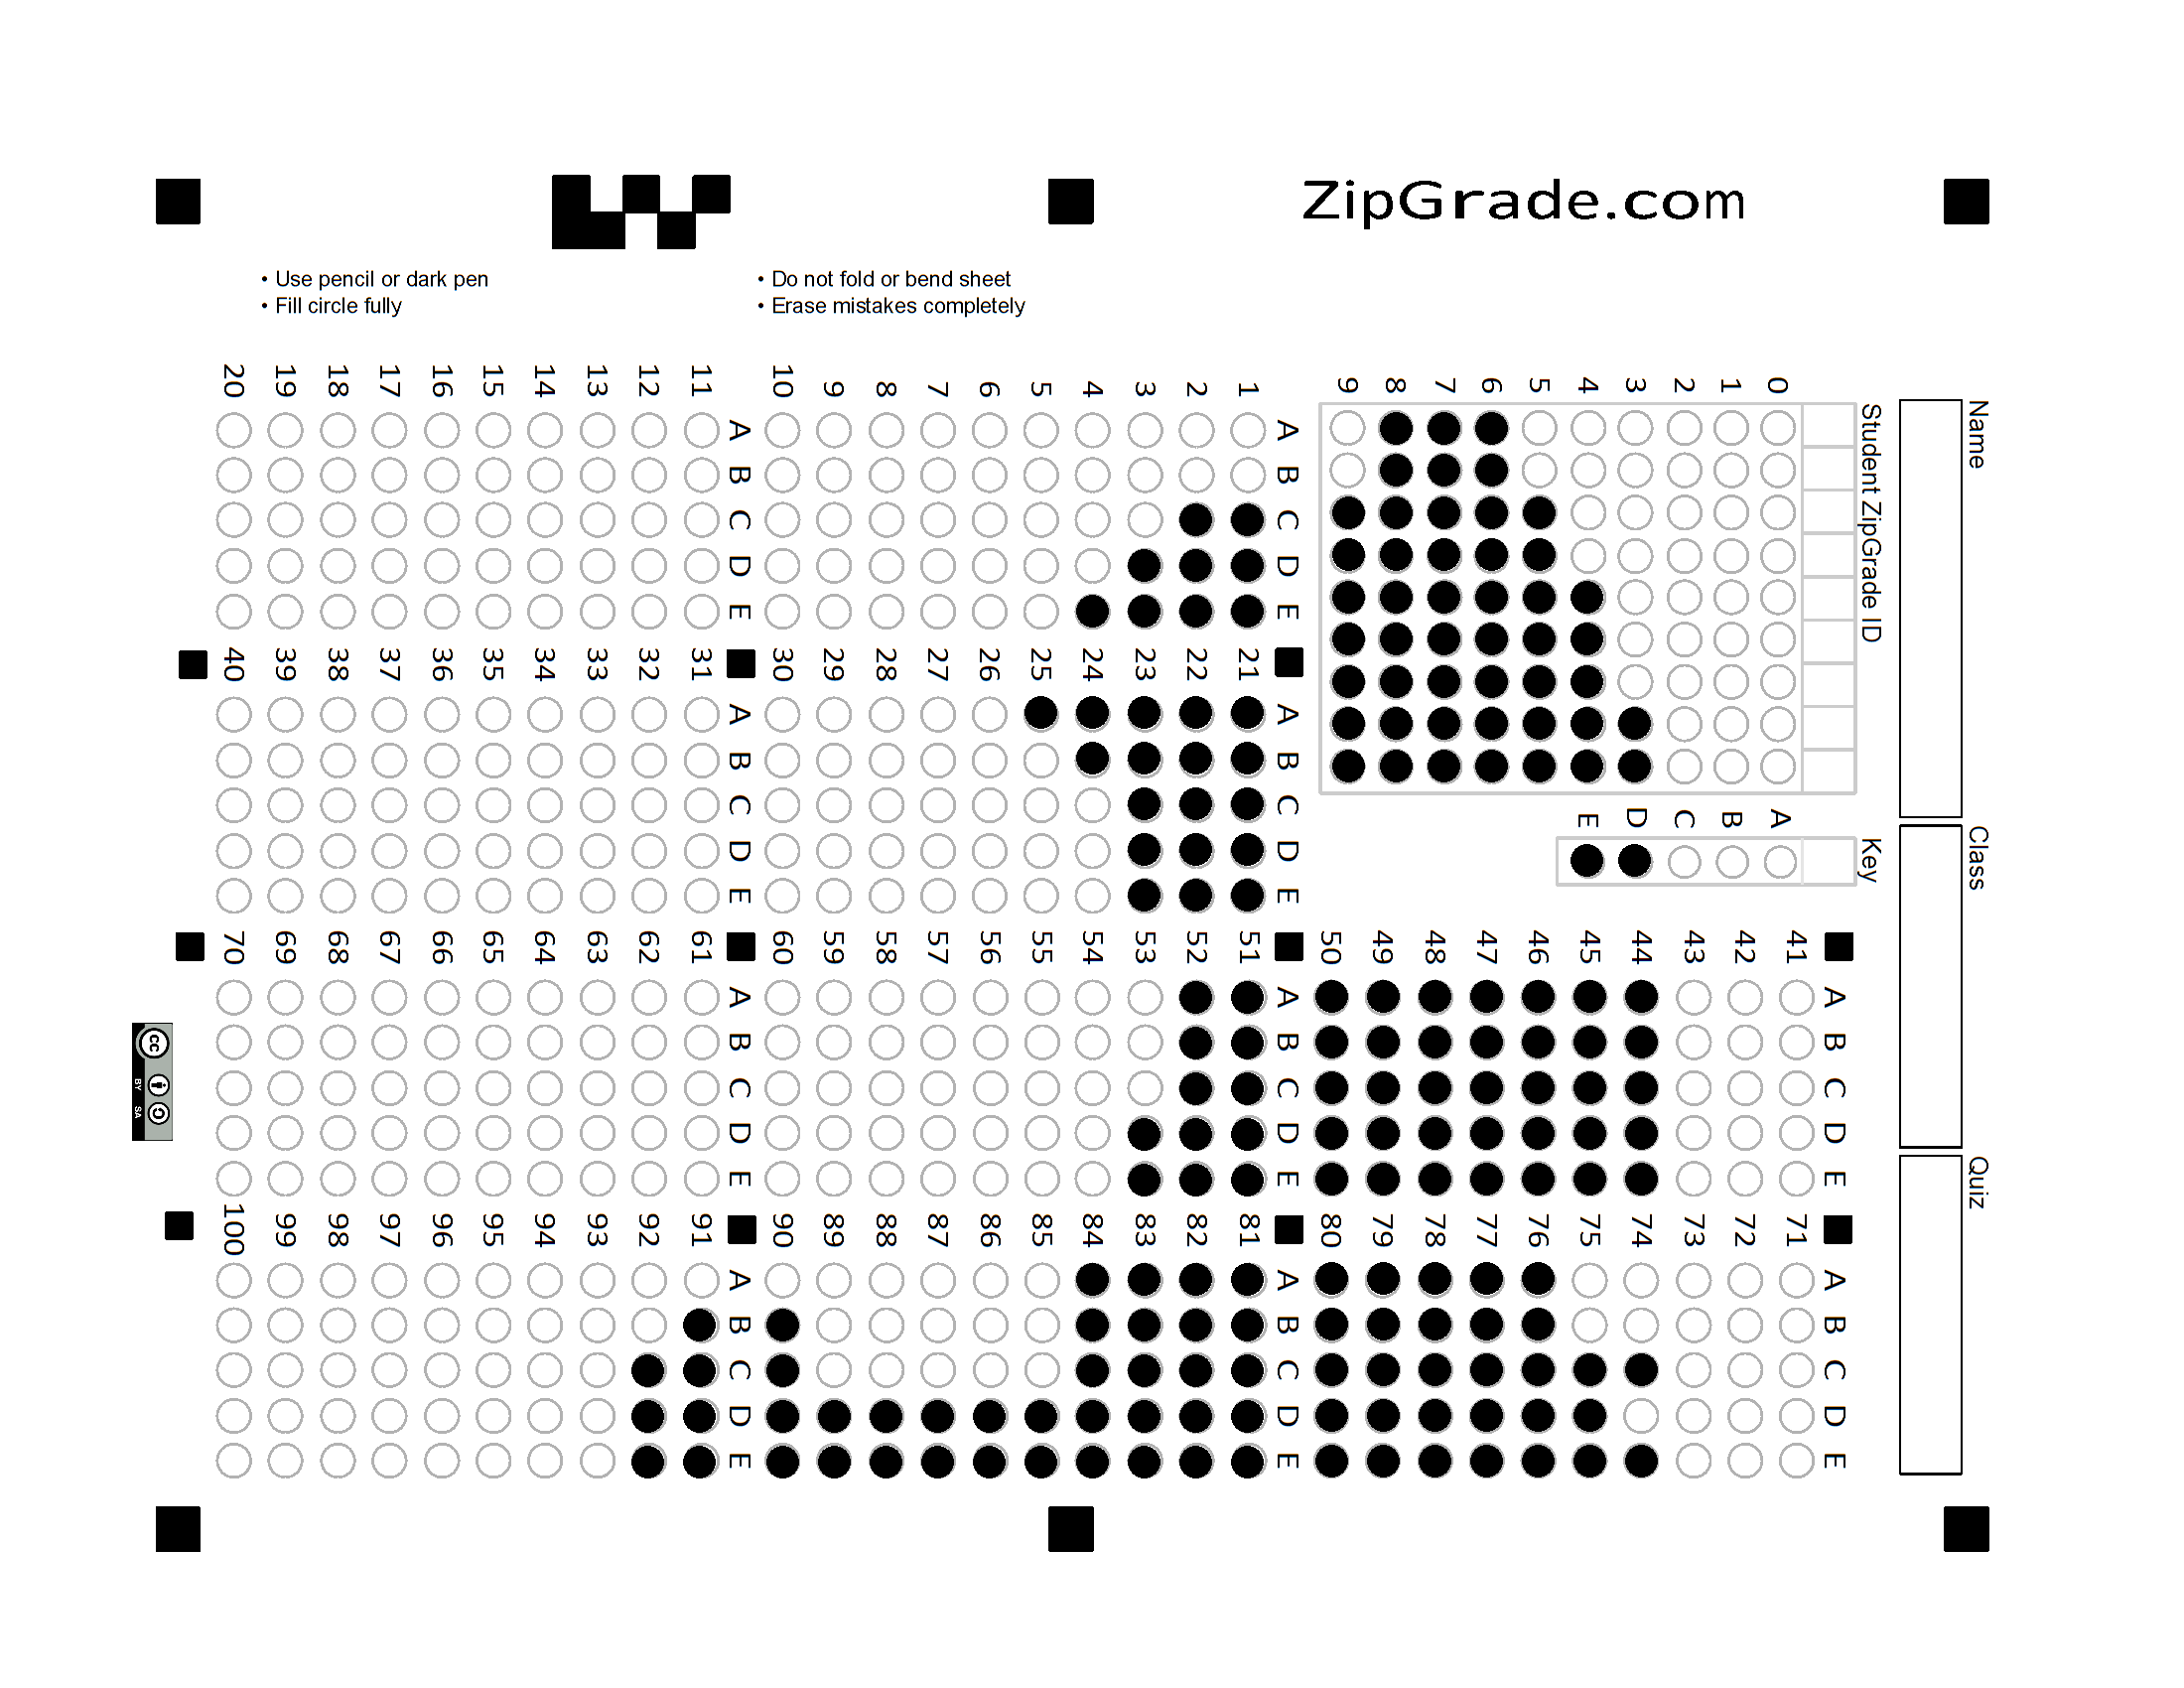 ZipGrade.com
• Use pencil or dark pen
• Fill circle fully
• Do not fold or bend sheet
• Erase mistakes completely
Name
Class
Quiz
Student ZipGrade ID
0 1 2 3 4 5 6 7 8 9
Key
A B C D E
1 2 3 4 5 6 7 8 9 10
A B C D E
11 12 13 14 15 16 17 18 19 20
A B C D E
21 22 23 24 25 26 27 28 29 30
A B C D E
31 32 33 34 35 36 37 38 39 40
A B C D E
41 42 43 44 45 46 47 48 49 50
A B C D E
51 52 53 54 55 56 57 58 59 60
A B C D E
61 62 63 64 65 66 67 68 69 70
A B C D E
71 72 73 74 75 76 77 78 79 80
A B C D E
81 82 83 84 85 86 87 88 89 90
A B C D E
91 92 93 94 95 96 97 98 99 100
A B C D E
cc
BY SA